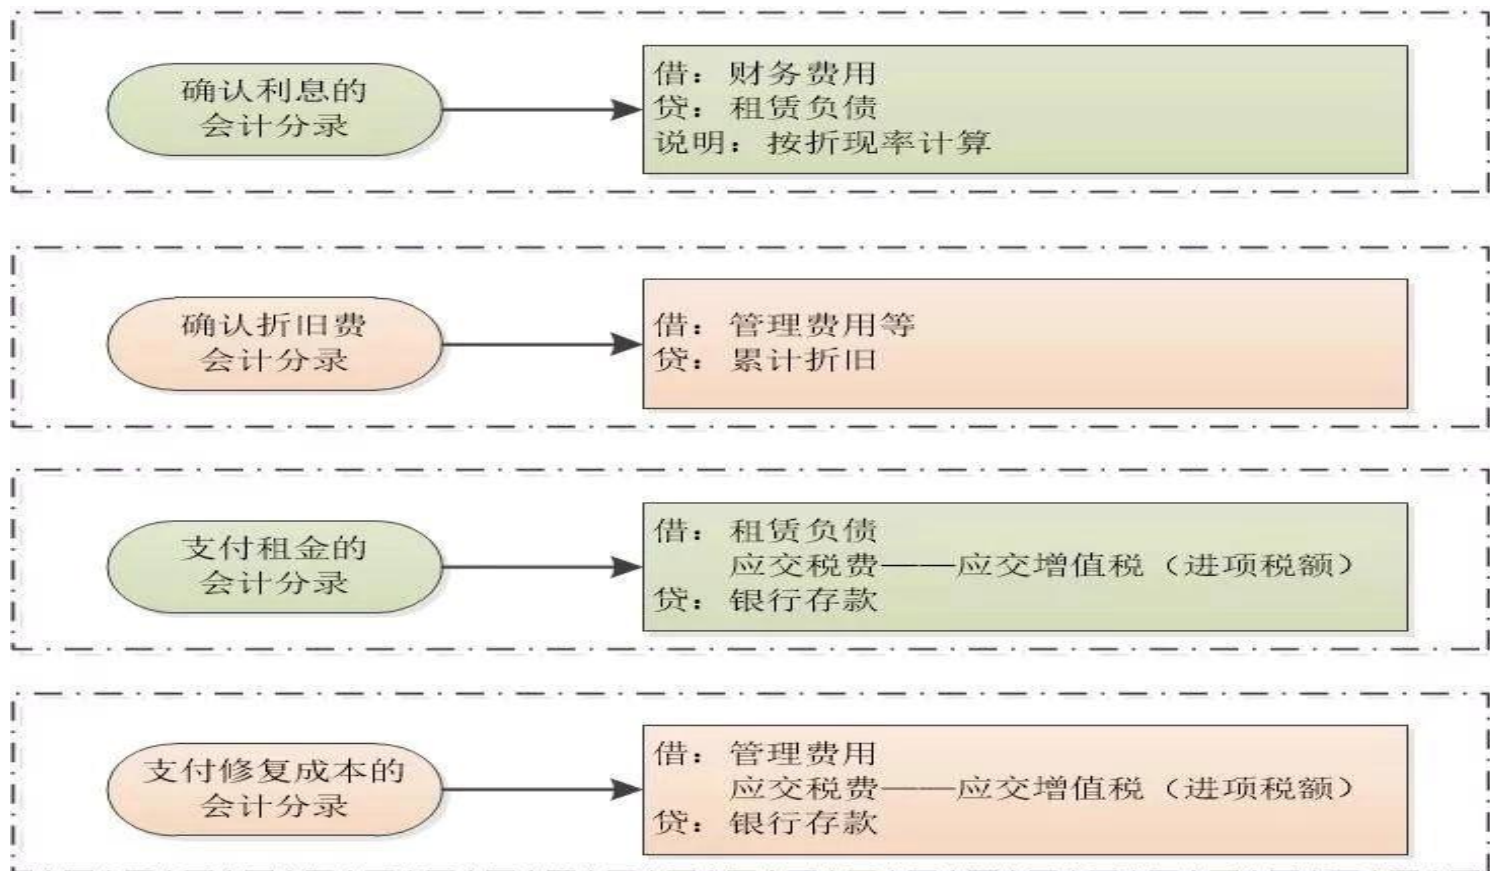 确认利息的
会计分录
借：财务费用
贷：租赁负债
说明：按折现率计算
确认折旧费
会计分录
借：管理费用等
贷：累计折旧
支付租金的
会计分录
借：租赁负债
应交税费——应交增值税（进项税额）
贷：银行存款
支付修复成本的
会计分录
借：管理费用
应交税费——应交增值税（进项税额）
贷：银行存款